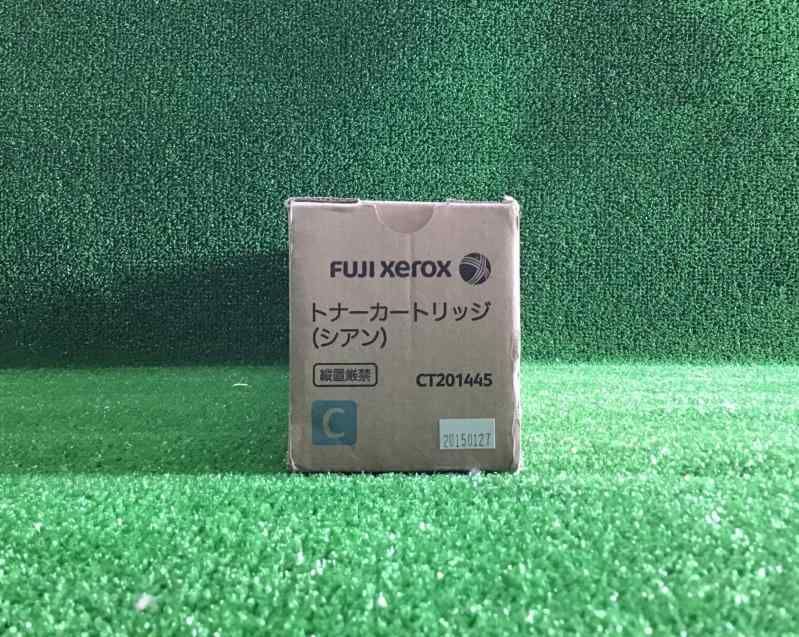 FUJI xerox
トナーカートリッジ
(シアン)
縦置厳禁
CT201445
C
20150127